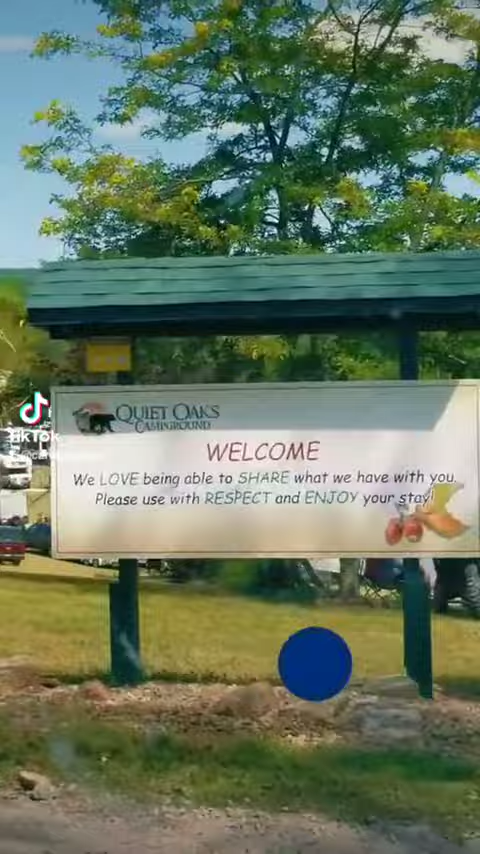 QUIET OAKS
CAMPGROUND
WELCOME
We LOVE being able to SHARE what we have with you.
Please use with RESPECT and ENJOY your stay!
TikTok